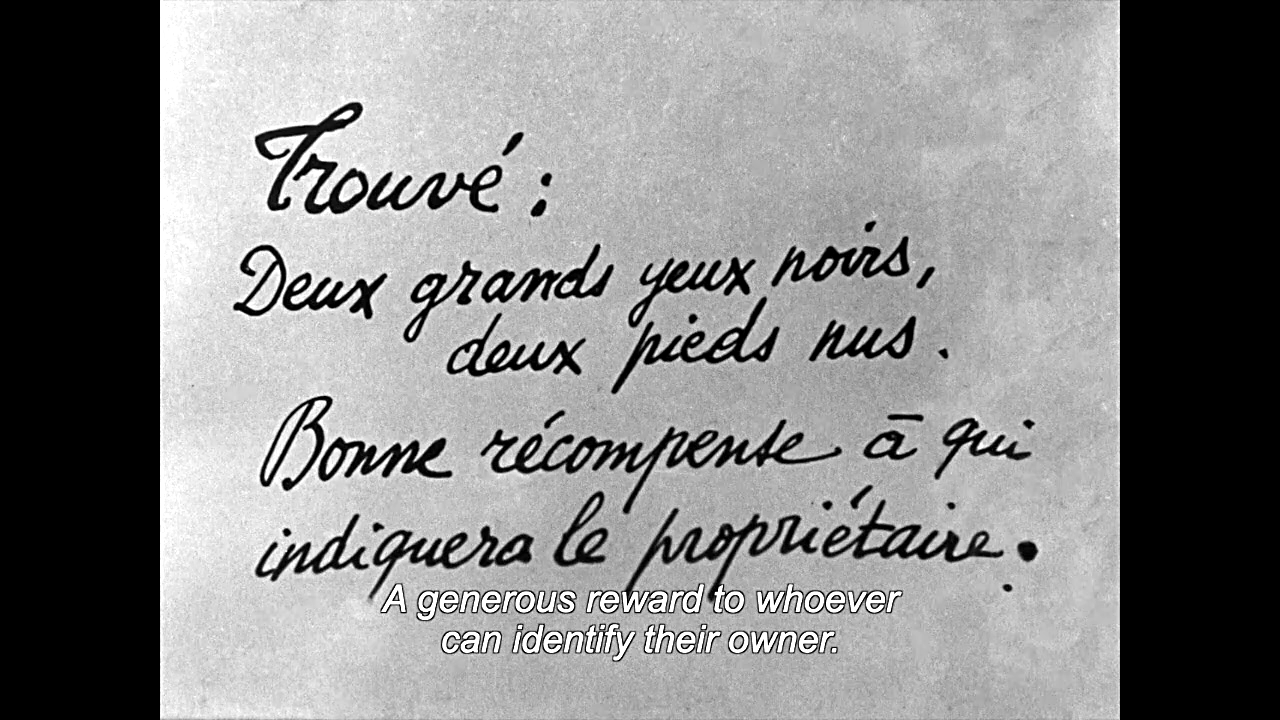 Trouvé :
Deux grands yeux noirs,
deux pieds nus.
Bonne récompense à qui
indiquera le propriétaire.
A generous reward to whoever
can identify their owner.